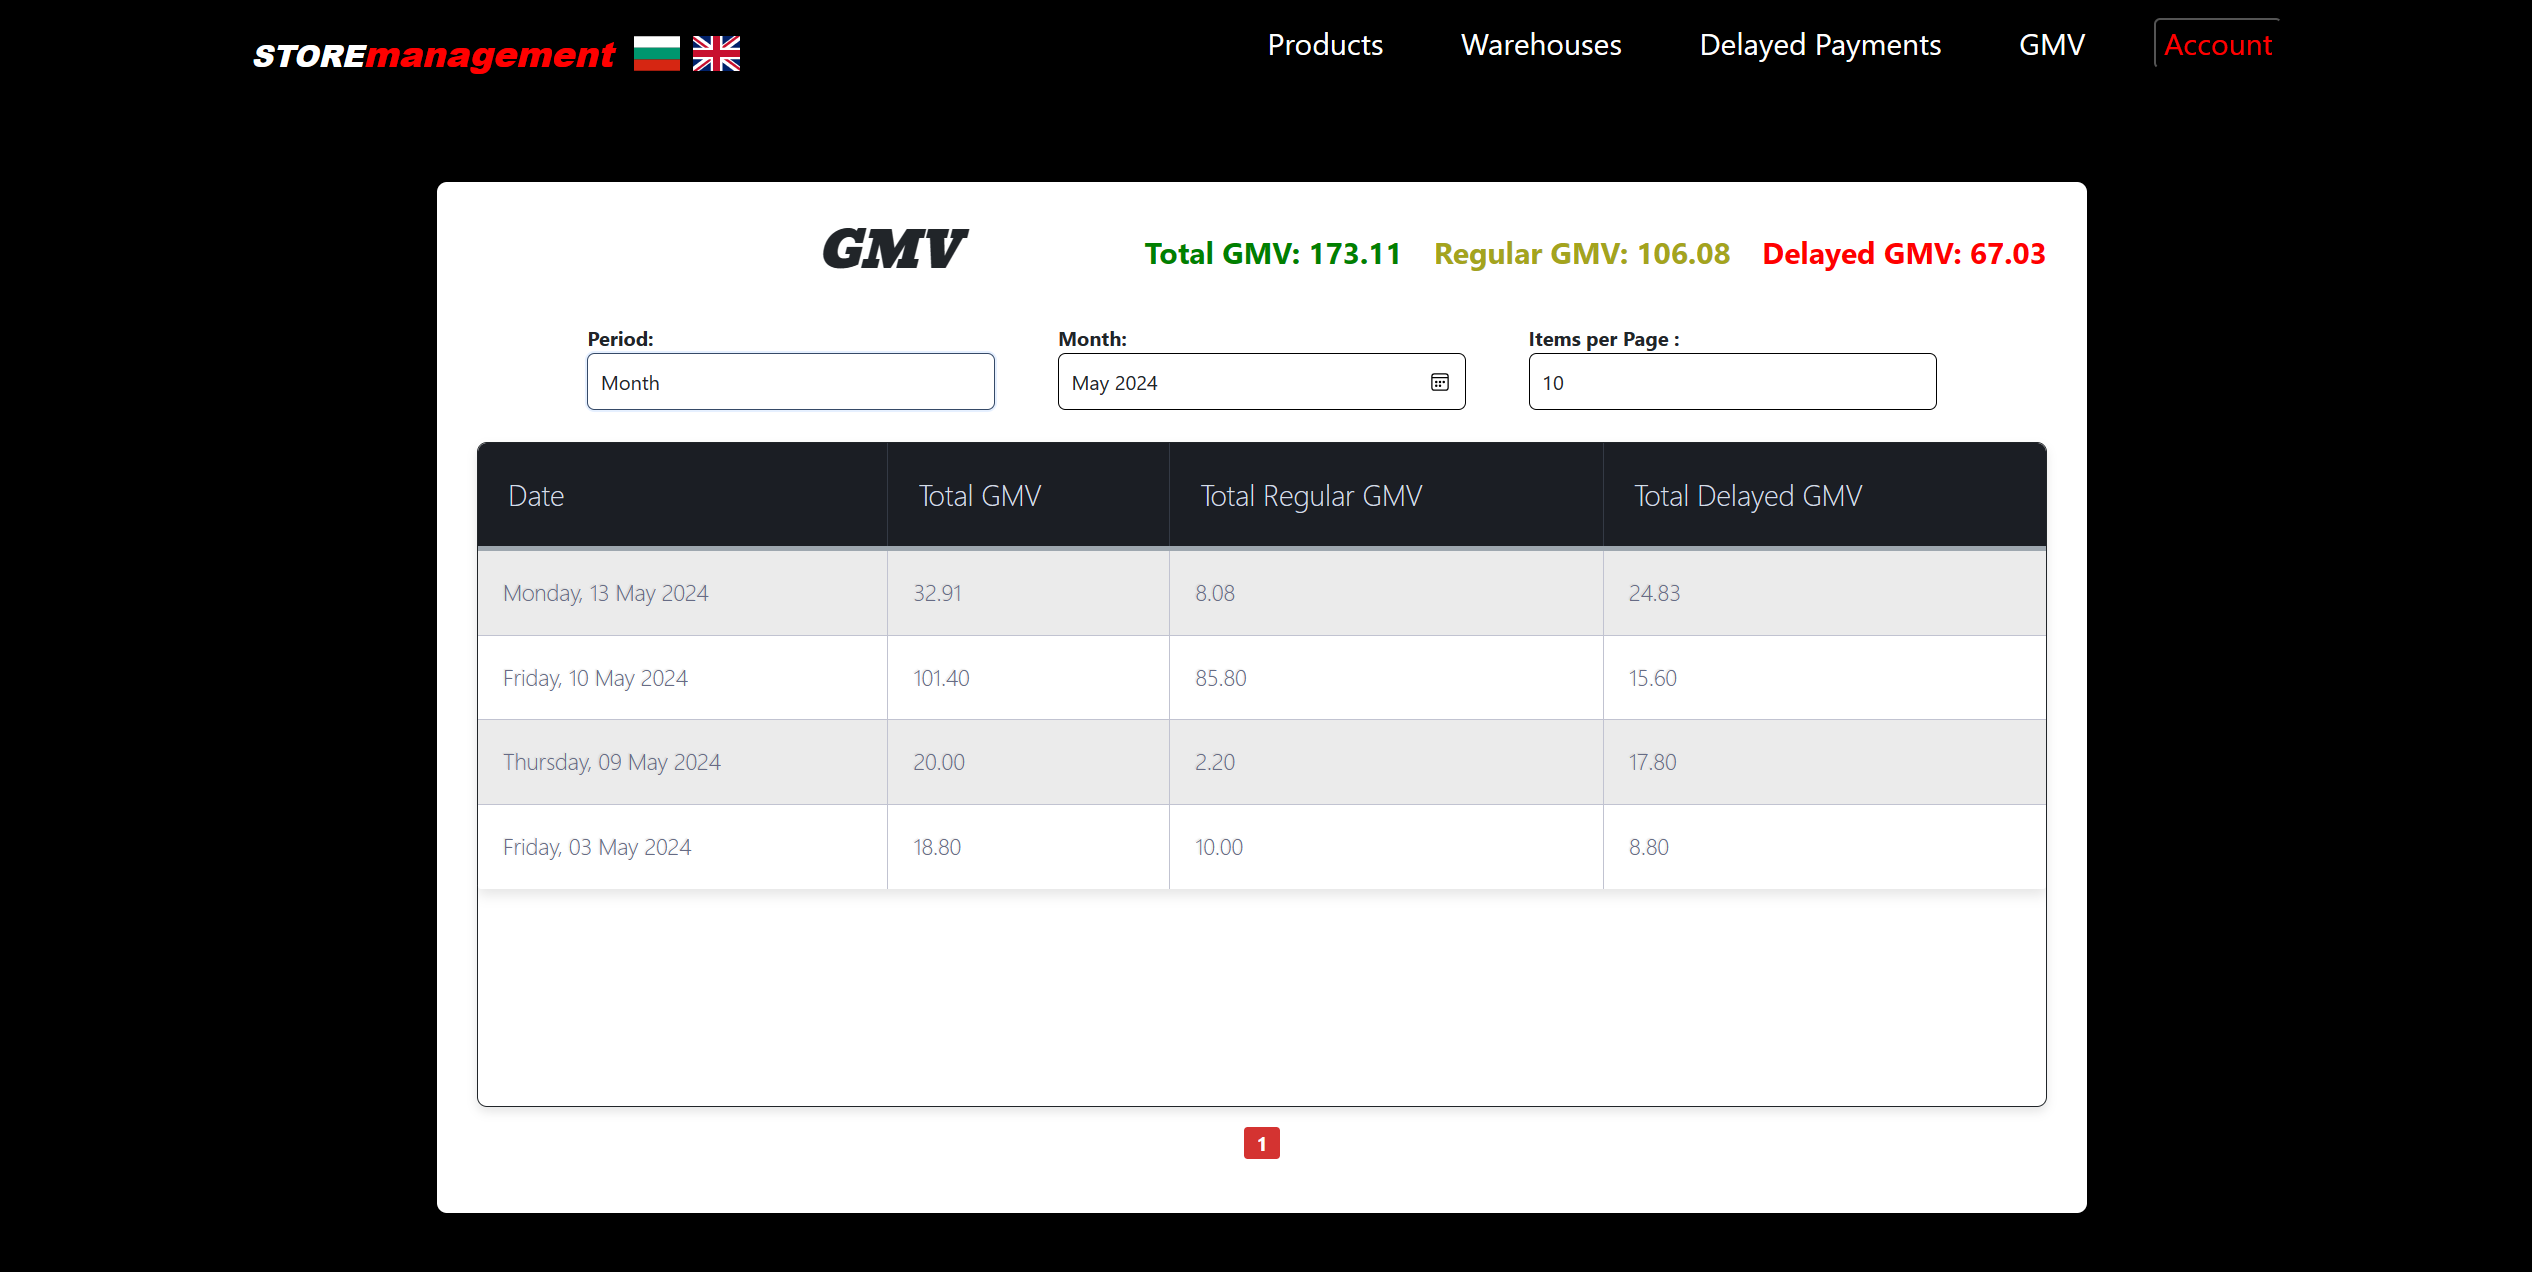 STOREmanagement Products Warehouses Delayed Payments GMV Account
GMV Total GMV: 173.11 Regular GMV: 106.08 Delayed GMV: 67.03
Period: Month: Items per Page :
Month May 2024 10
Date Total GMV Total Regular GMV Total Delayed GMV
Monday, 13 May 2024 32.91 8.08 24.83
Friday, 10 May 2024 101.40 85.80 15.60
Thursday, 09 May 2024 20.00 2.20 17.80
Friday, 03 May 2024 18.80 10.00 8.80
1